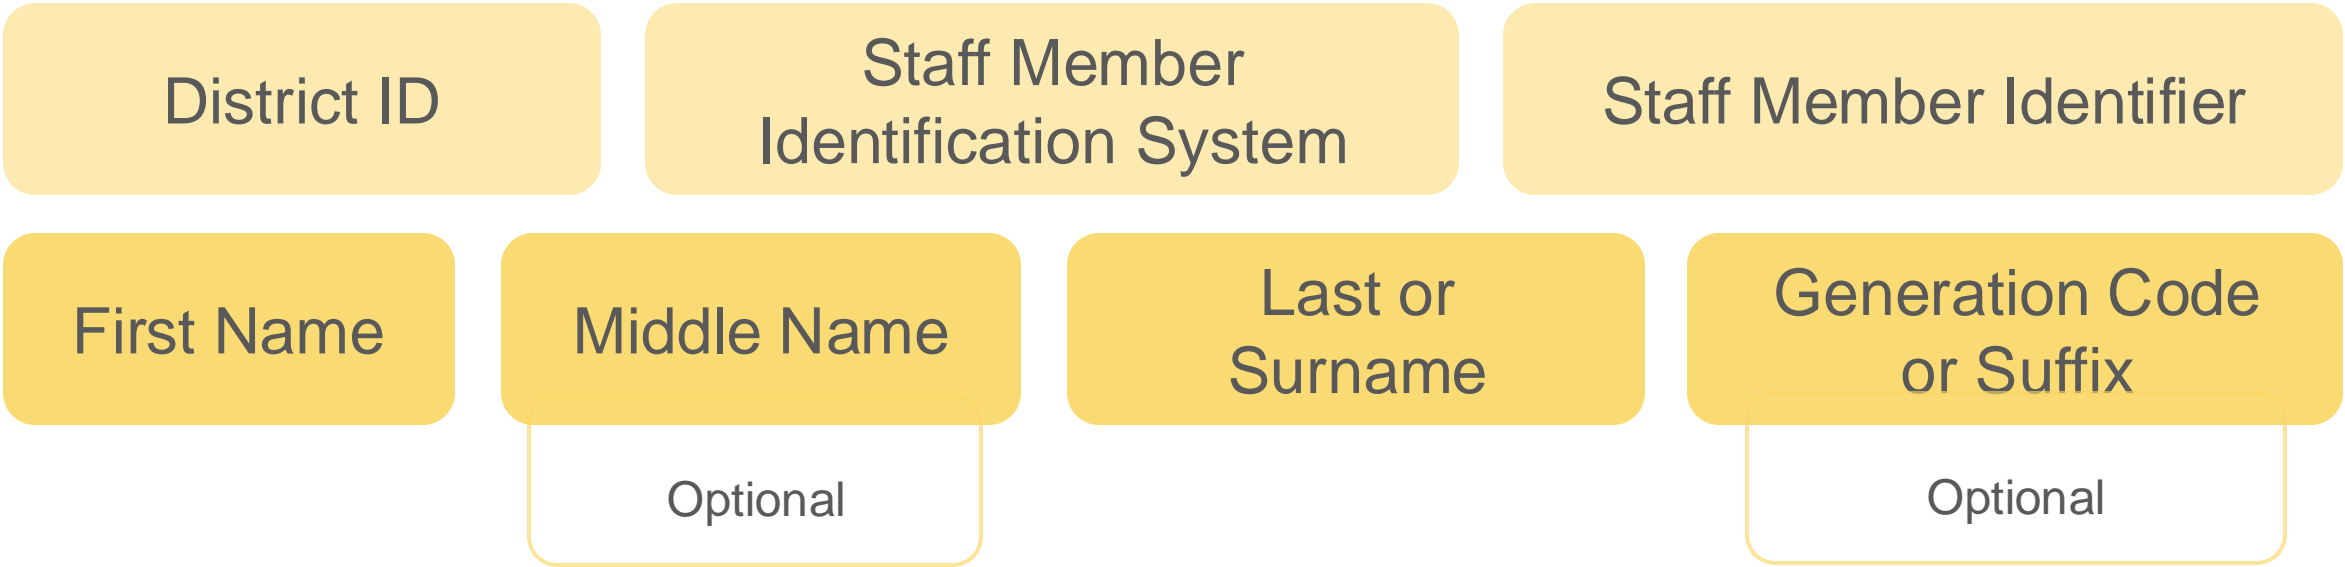 District ID
Staff Member
Identification System
Staff Member Identifier
First Name
Middle Name
Last or
Surname
Generation Code
or Suffix
Optional
Optional